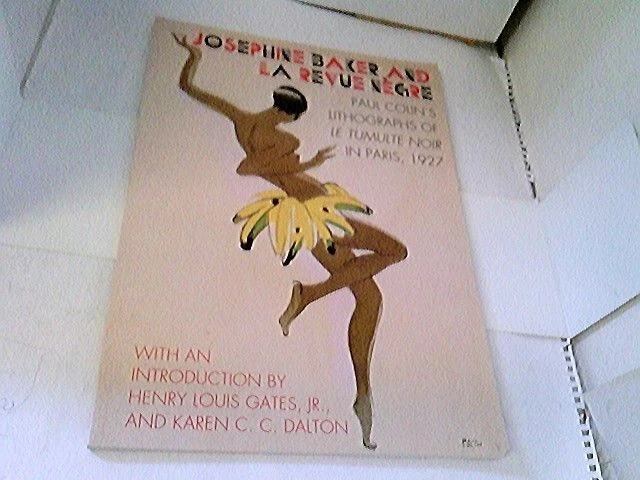 JOSEPHINE BAKER AND
LA REVUE NÈGRE
PAUL COLIN'S
LITHOGRAPHS OF
LE TUMULTE NOIR
IN PARIS, 1927
WITH AN
INTRODUCTION BY
HENRY LOUIS GATES, JR.,
AND KAREN C. C. DALTON